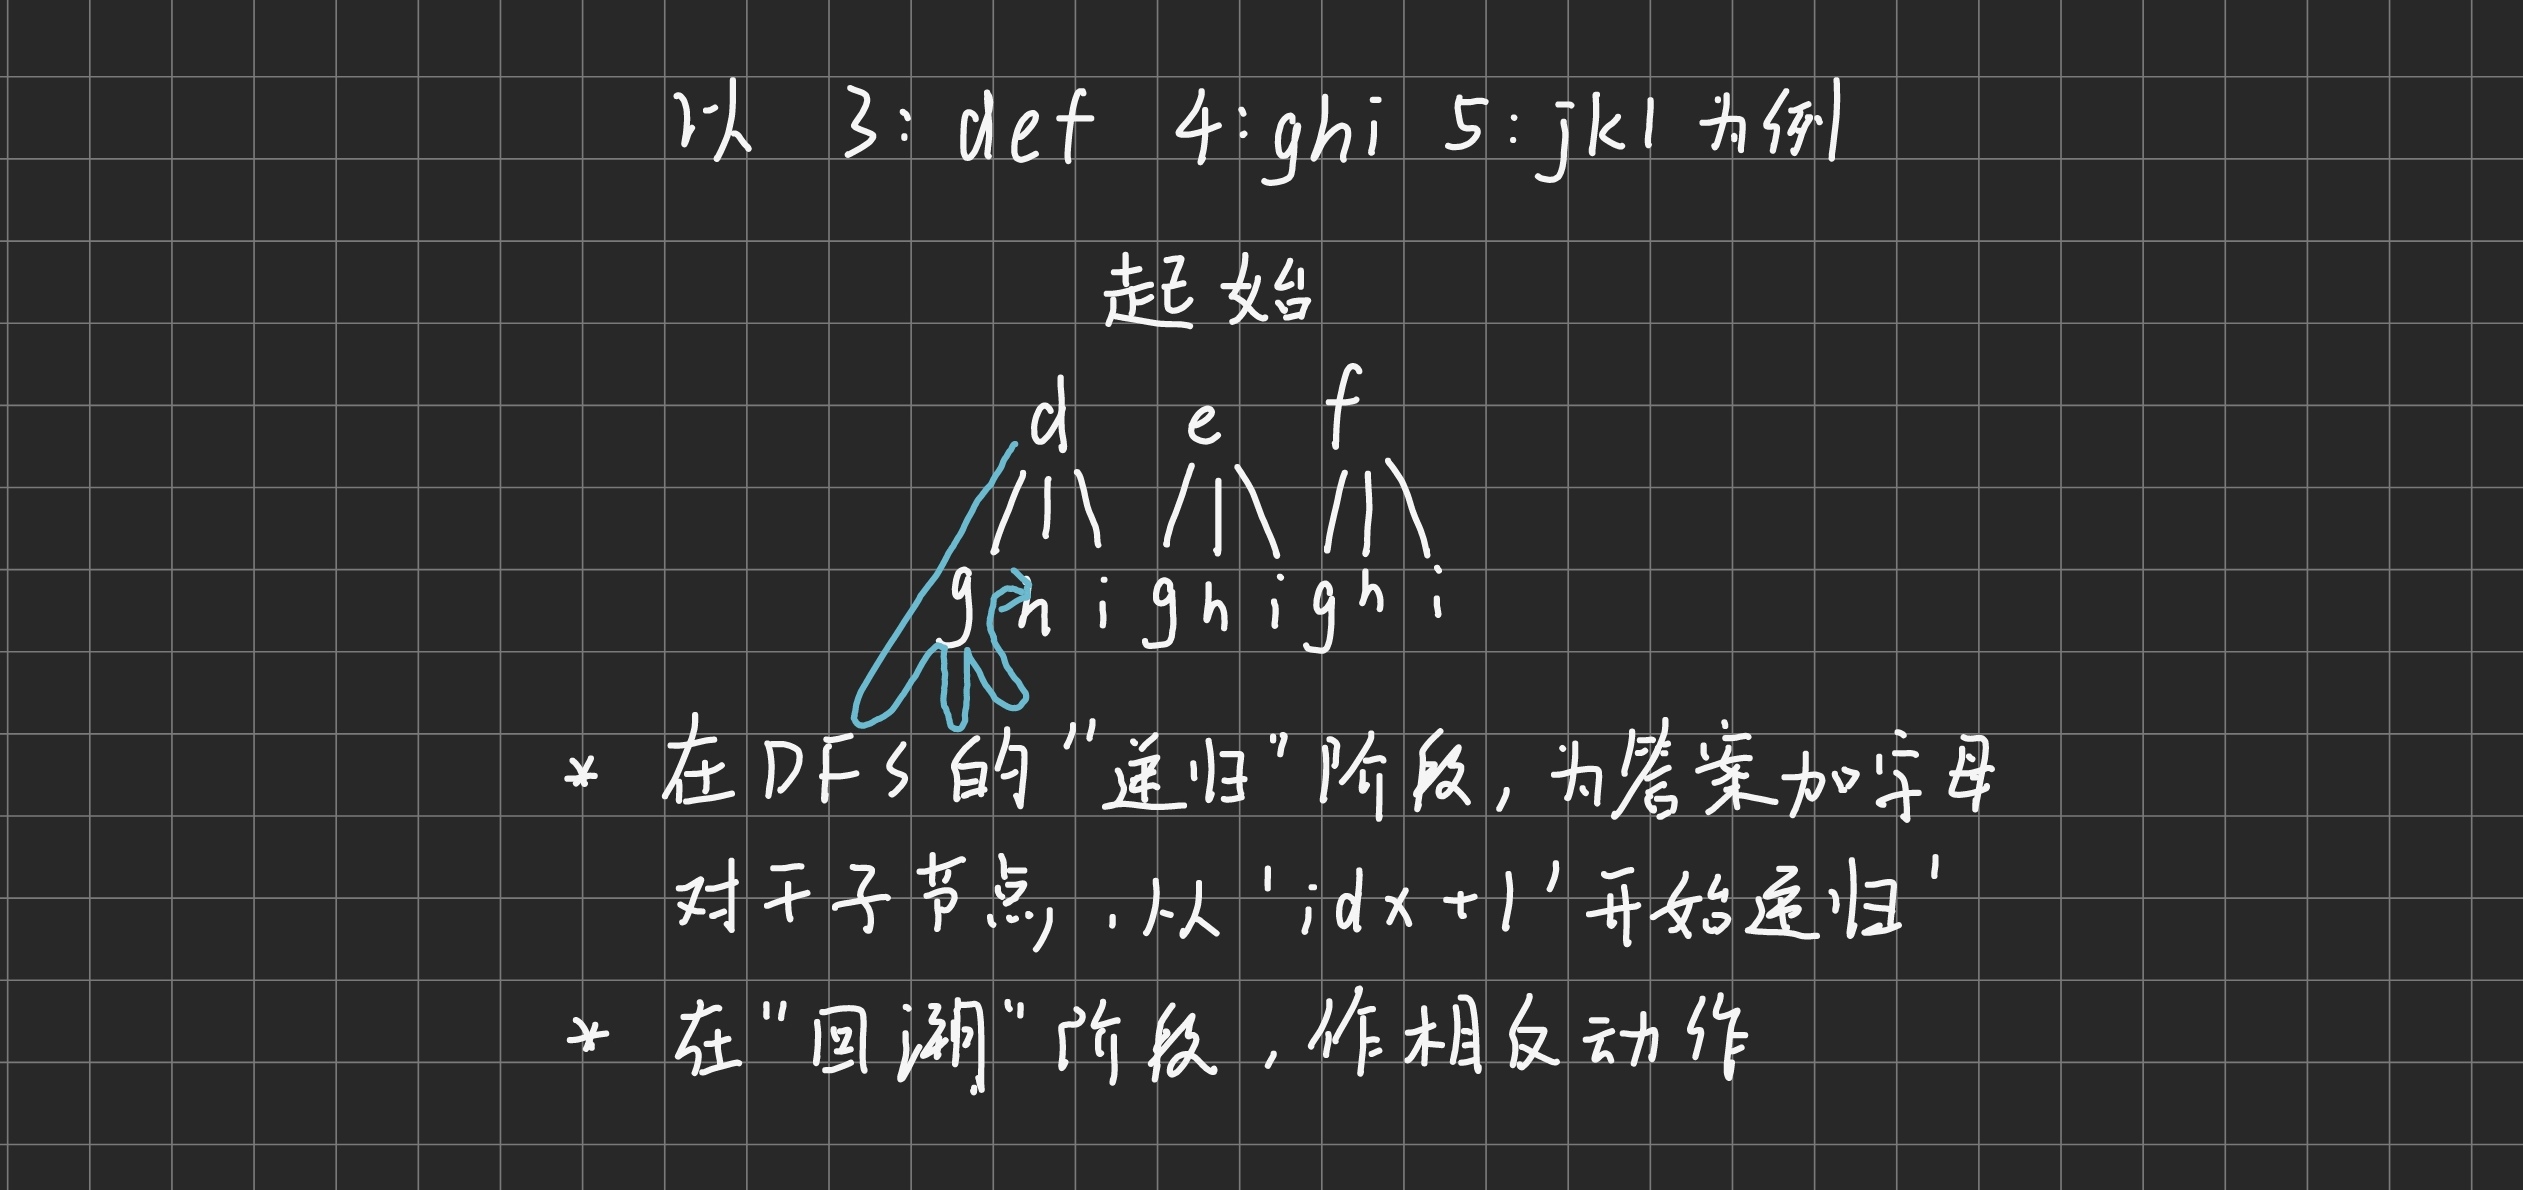 以 3: def 4: ghi 5: jkl 为例
起始
d e f
g h i g h i g h i
* 在DFS的"递归"阶段,为答案加字母
对于子节点,从'idx+1'开始递归'
* 在"回溯"阶段,作相反动作